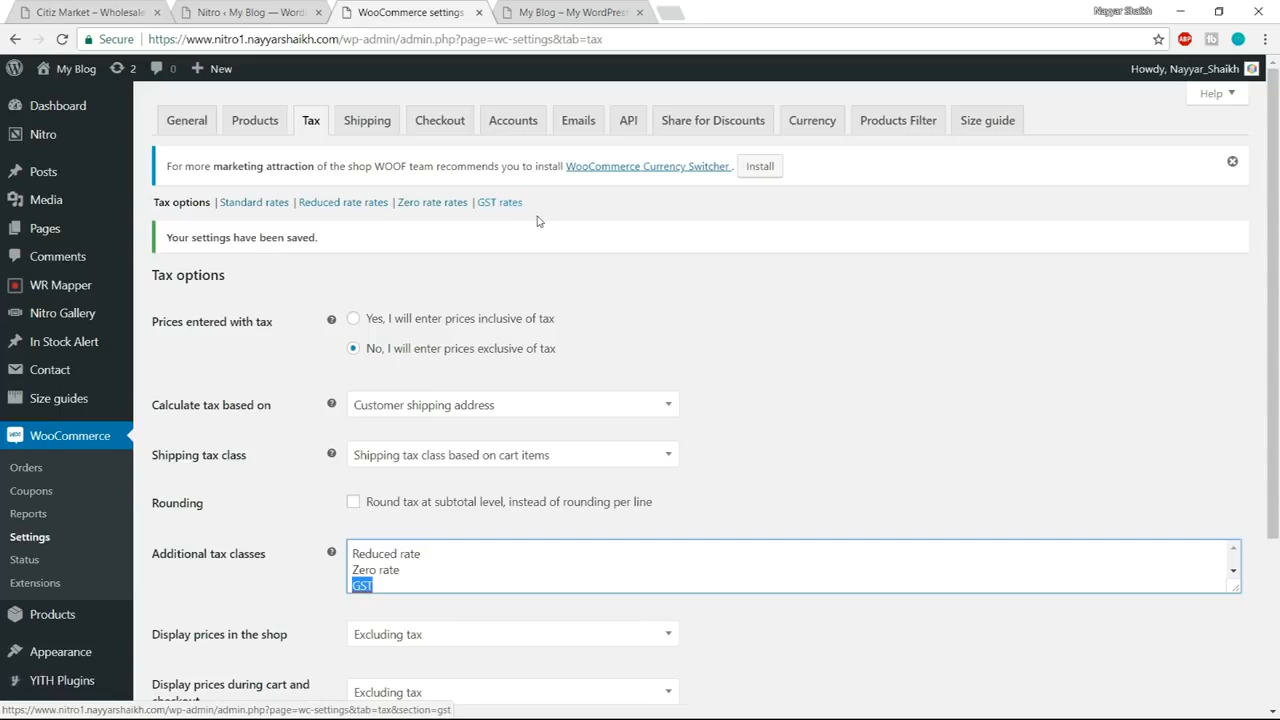 Citiz Market – Wholesale
Nitro ‹ My Blog — Word
WooCommerce settings
My Blog – My WordPress
Nayyar Shaikh
Secure
https://www.nitro1.nayyarshaikh.com/wp-admin/admin.php?page=wc-settings&tab=tax
My Blog
2
0
New
Howdy, Nayyar_Shaikh
Help
Dashboard
Nitro
Posts
Media
Pages
Comments
WR Mapper
Nitro Gallery
In Stock Alert
Contact
Size guides
WooCommerce
Orders
Coupons
Reports
Settings
Status
Extensions
Products
Appearance
YITH Plugins
General
Products
Tax
Shipping
Checkout
Accounts
Emails
API
Share for Discounts
Currency
Products Filter
Size guide
For more marketing attraction of the shop WOOF team recommends you to install WooCommerce Currency Switcher . Install
Tax options | Standard rates | Reduced rate rates | Zero rate rates | GST rates
Your settings have been saved.
Tax options
Prices entered with tax
Yes, I will enter prices inclusive of tax
No, I will enter prices exclusive of tax
Calculate tax based on
Customer shipping address
Shipping tax class
Shipping tax class based on cart items
Rounding
Round tax at subtotal level, instead of rounding per line
Additional tax classes
Reduced rate
Zero rate
GST
Display prices in the shop
Excluding tax
Display prices during cart and
checkout
Excluding tax
https://www.nitro1.nayyarshaikh.com/wp-admin/admin.php?page=wc-settings&tab=tax&section=gst